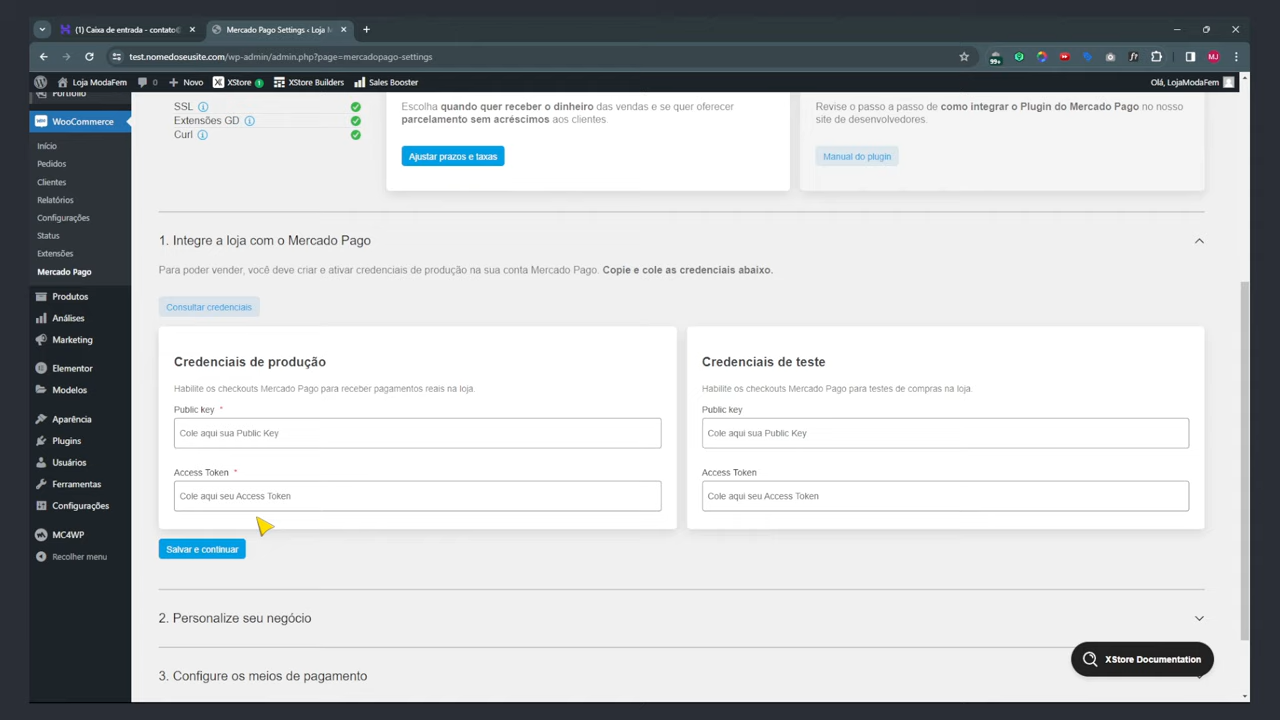 (1) Caixa de entrada - contato@
Mercado Pago Settings ‹ Loja M
test.nomedoseusite.com/wp-admin/admin.php?page=mercadopago-settings
99+
f?
MJ
Loja ModaFem
0
Novo
XStore 1
XStore Builders
Sales Booster
Olá, LojaModaFem
Portfólio
WooCommerce
Início
Pedidos
Clientes
Relatórios
Configurações
Status
Extensões
Mercado Pago
Produtos
Análises
Marketing
Elementor
Modelos
Aparência
Plugins
Usuários
Ferramentas
Configurações
MC4WP
Recolher menu
SSL
Extensões GD
Curl
Escolha quando quer receber o dinheiro das vendas e se quer oferecer
parcelamento sem acréscimos aos clientes.
Ajustar prazos e taxas
Revise o passo a passo de como integrar o Plugin do Mercado Pago no nosso
site de desenvolvedores.
Manual do plugin
1. Integre a loja com o Mercado Pago
Para poder vender, você deve criar e ativar credenciais de produção na sua conta Mercado Pago. Copie e cole as credenciais abaixo.
Consultar credenciais
Credenciais de produção
Habilite os checkouts Mercado Pago para receber pagamentos reais na loja.
Public key *
Cole aqui sua Public Key
Access Token *
Cole aqui seu Access Token
Credenciais de teste
Habilite os checkouts Mercado Pago para testes de compras na loja.
Public key
Cole aqui sua Public Key
Access Token
Cole aqui seu Access Token
Salvar e continuar
2. Personalize seu negócio
3. Configure os meios de pagamento
XStore Documentation